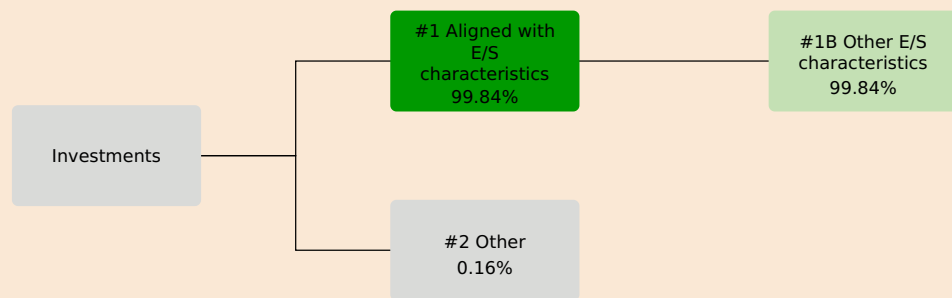 Investments
#1 Aligned with
E/S
characteristics
99.84%
#1B Other E/S
characteristics
99.84%
#2 Other
0.16%